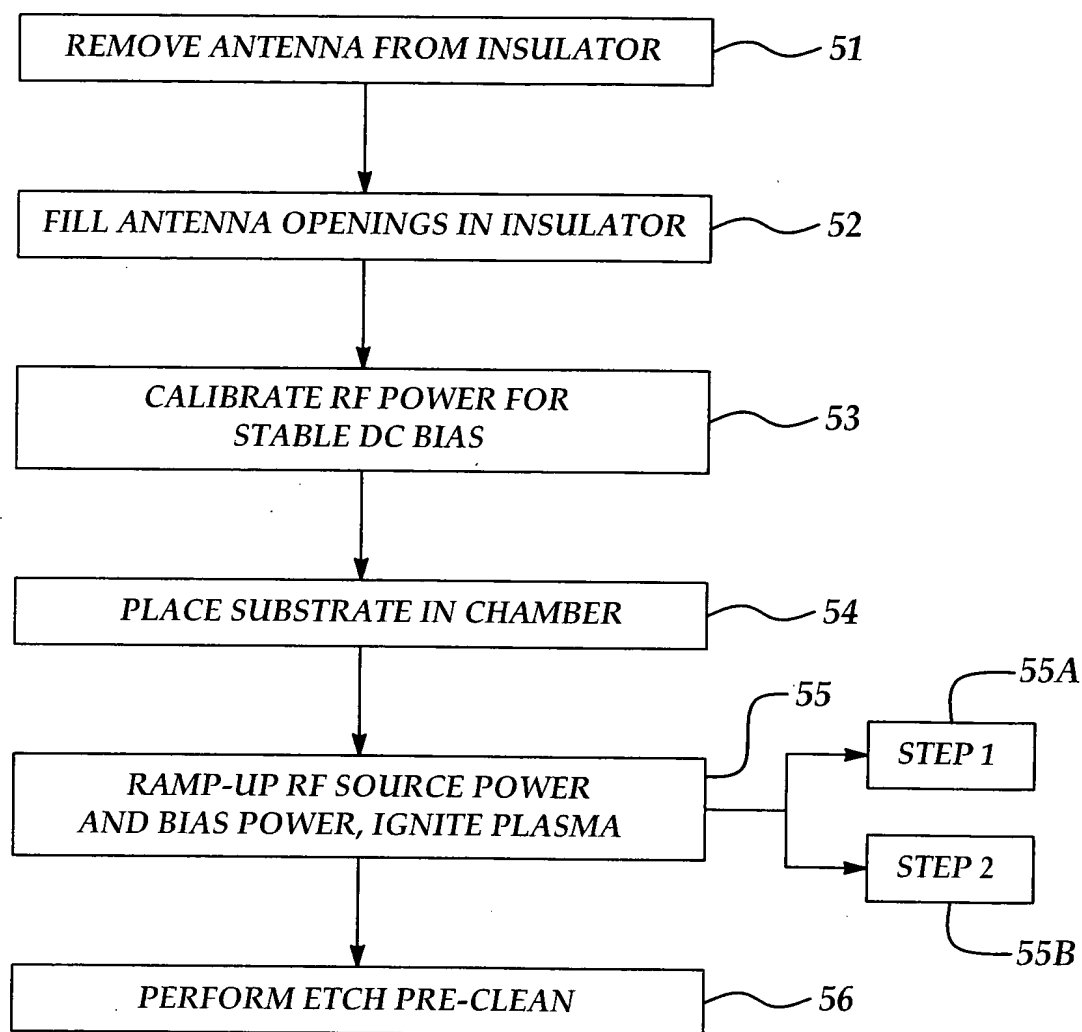 REMOVE ANTENNA FROM INSULATOR
51
FILL ANTENNA OPENINGS IN INSULATOR
52
CALIBRATE RF POWER FOR
STABLE DC BIAS
53
PLACE SUBSTRATE IN CHAMBER
54
55
RAMP-UP RF SOURCE POWER
AND BIAS POWER, IGNITE PLASMA
55A
STEP 1
STEP 2
55B
PERFORM ETCH PRE-CLEAN
56